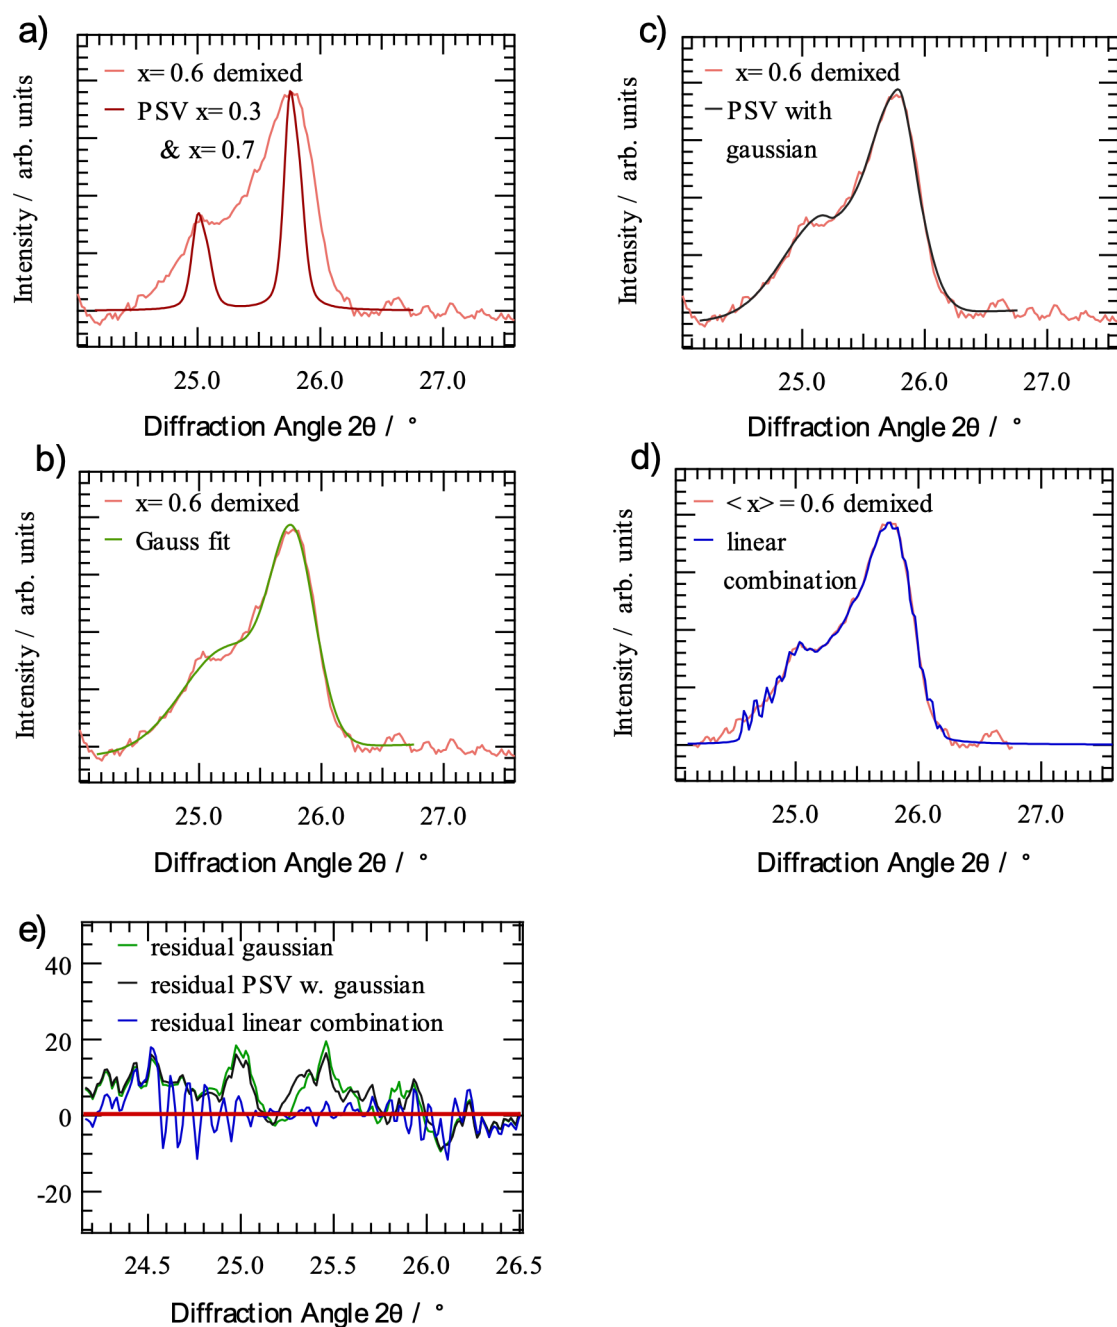 a)
x= 0.6 demixed
PSV x= 0.3
& x= 0.7
Intensity / arb. units
25.0 26.0 27.0
Diffraction Angle 2θ / °
c)
x= 0.6 demixed
PSV with
gaussian
Intensity / arb. units
25.0 26.0 27.0
Diffraction Angle 2θ / °
b)
x= 0.6 demixed
Gauss fit
Intensity / arb. units
25.0 26.0 27.0
Diffraction Angle 2θ / °
d)
< x> = 0.6 demixed
linear
combination
Intensity / arb. units
25.0 26.0 27.0
Diffraction Angle 2θ / °
e)
residual gaussian
residual PSV w. gaussian
residual linear combination
40
20
0
-20
24.5 25.0 25.5 26.0 26.5
Diffraction Angle 2θ / °